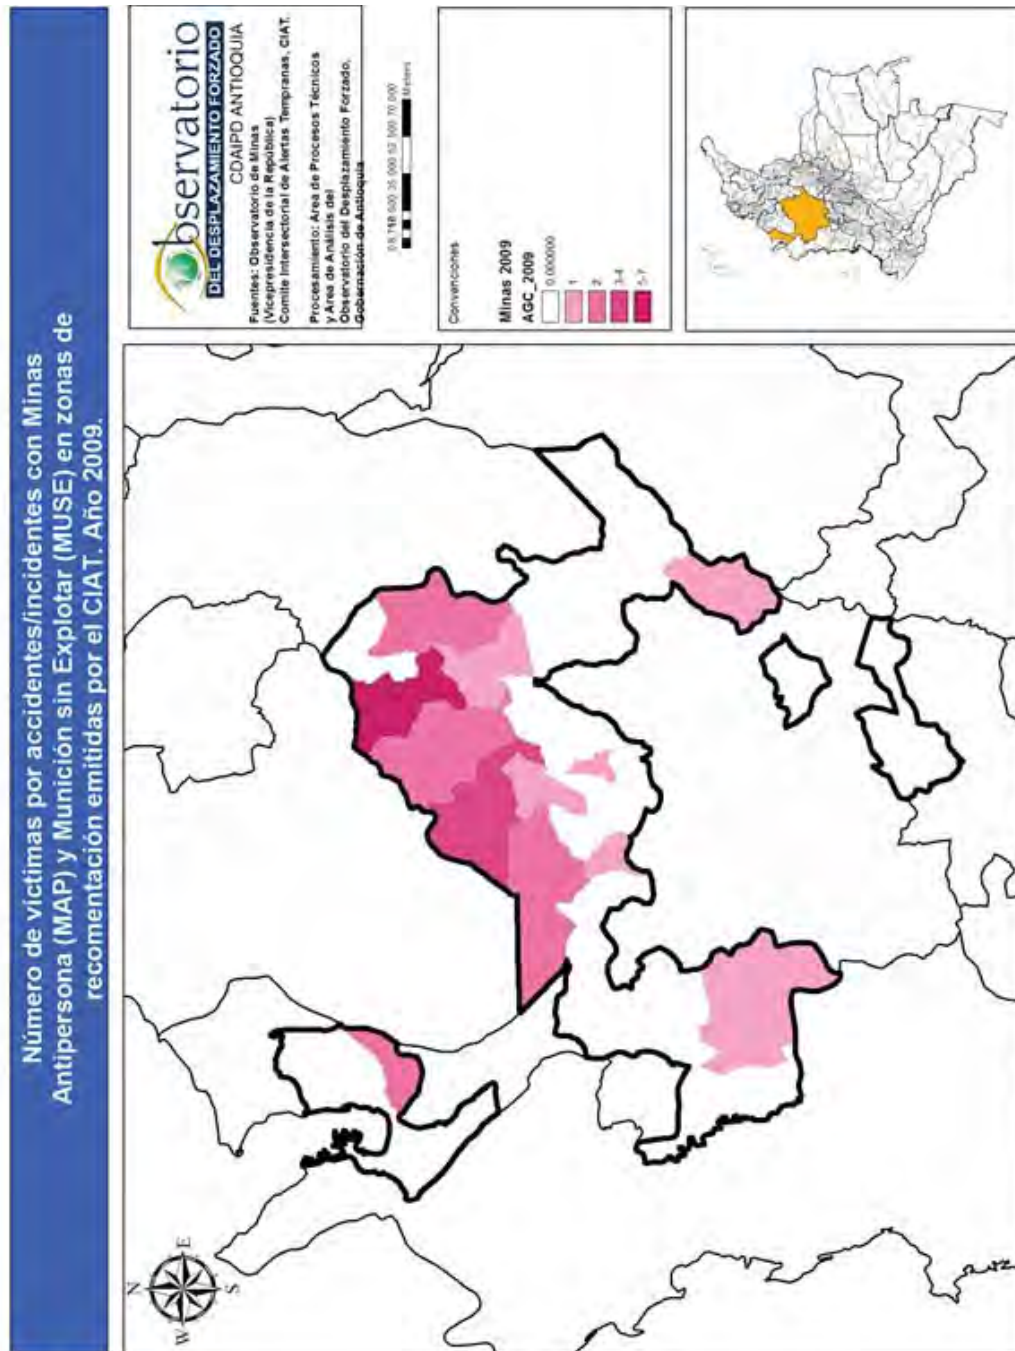 Número de víctimas por accidentes/incidentes con Minas
Antipersona (MAP) y Munición sin Explotar (MUSE) en zonas de
recomentación emitidas por el CIAT. Año 2009.
Observatorio
DEL DESPLAZAMIENTO FORZADO
CDAIPD ANTIOQUIA
Fuentes: Observatorio de Minas
(Vicepresidencia de la República)
Comite Intersectorial de Alertas Tempranas, CIAT.
Procesamiento: Area de Procesos Técnicos
y Area de Análisis del
Observatorio del Desplazamiento Forzado,
Gobernación de Antioquia
Meters
Convenciones
Minas 2009
AGC_2009
0.000000
1
2
3-4
5-7
N
W
E
S